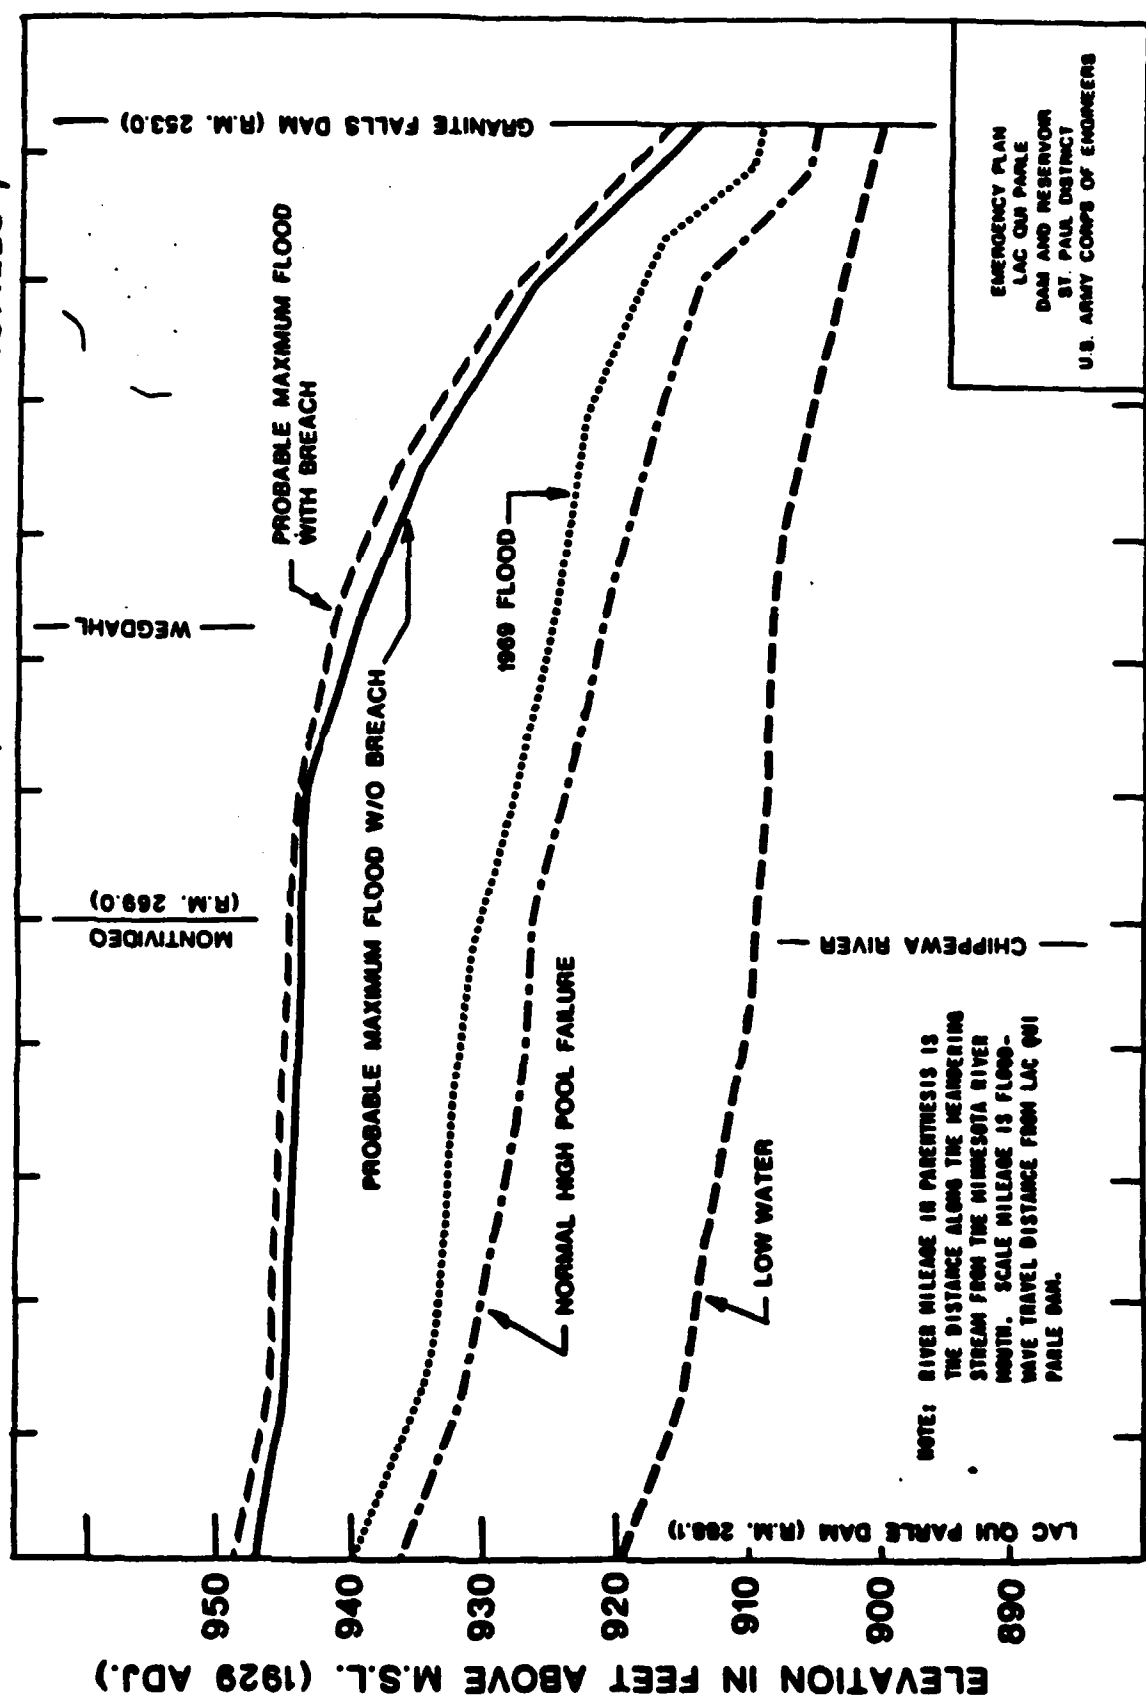 ELEVATION IN FEET ABOVE M.S.L. (1929 ADJ.)
950
940
930
920
910
900
890
LAC QUI PARLE DAM (R.M. 288.1)
MONTIVIDEO
(R.M. 269.0)
WEGDAHL
GRANITE FALLS DAM (R.M. 253.0)
CHIPPEWA RIVER
PROBABLE MAXIMUM FLOOD
WITH BREACH
PROBABLE MAXIMUM FLOOD W/O BREACH
1969 FLOOD
NORMAL HIGH POOL FAILURE
LOW WATER
NOTE: RIVER MILEAGE IN PARENTHESIS IS
THE DISTANCE ALONG THE MEANDERING
STREAM FROM THE MINNESOTA RIVER
MOUTH. SCALE MILEAGE IS FLOOD-
WAVE TRAVEL DISTANCE FROM LAC QUI
PARLE DAM.
EMERGENCY PLAN
LAC QUI PARLE
DAM AND RESERVOIR
ST. PAUL DISTRICT
U.S. ARMY CORPS OF ENGINEERS